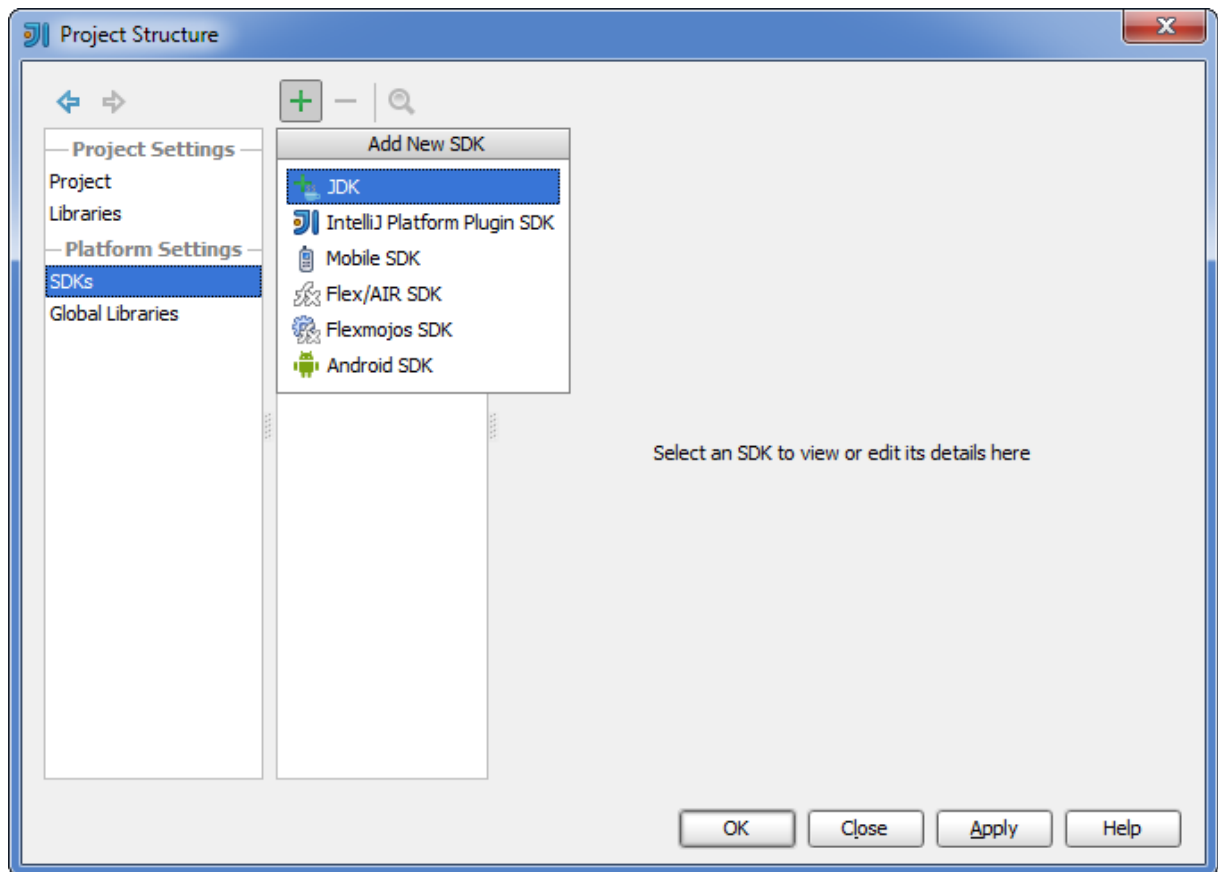 Project Structure
Project Settings
Project
Libraries
Platform Settings
SDKs
Global Libraries
Add New SDK
JDK
IntelliJ Platform Plugin SDK
Mobile SDK
Flex/AIR SDK
Flexmojos SDK
Android SDK
Select an SDK to view or edit its details here
OK
Close
Apply
Help